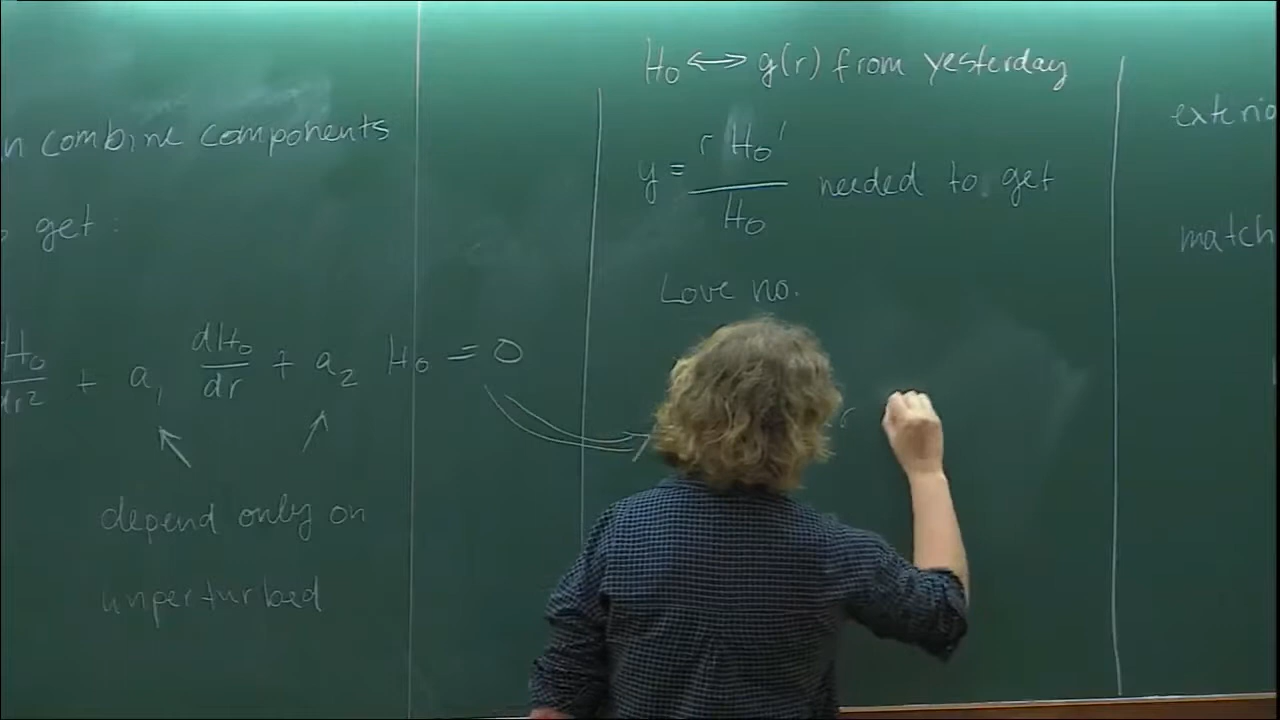 n combine components
get:
H₀/dr² + a₁ dH₀/dr + a₂ H₀ = 0
depend only on
unperturbed
H₀ ⟷ g(r) from yesterday
y = r H₀' / H₀ needed to get
Love no.
r
exterio
match